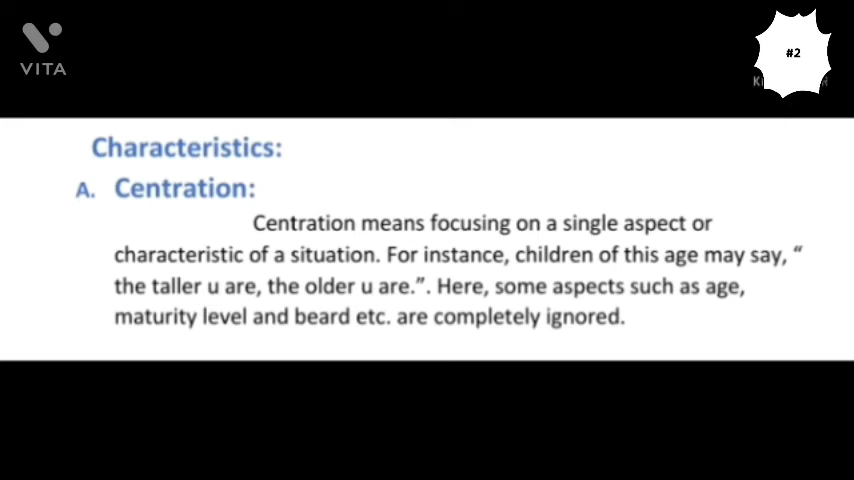 VITA
#2
Characteristics:
A. Centration:
Centration means focusing on a single aspect or
characteristic of a situation. For instance, children of this age may say, “
the taller u are, the older u are.”. Here, some aspects such as age,
maturity level and beard etc. are completely ignored.